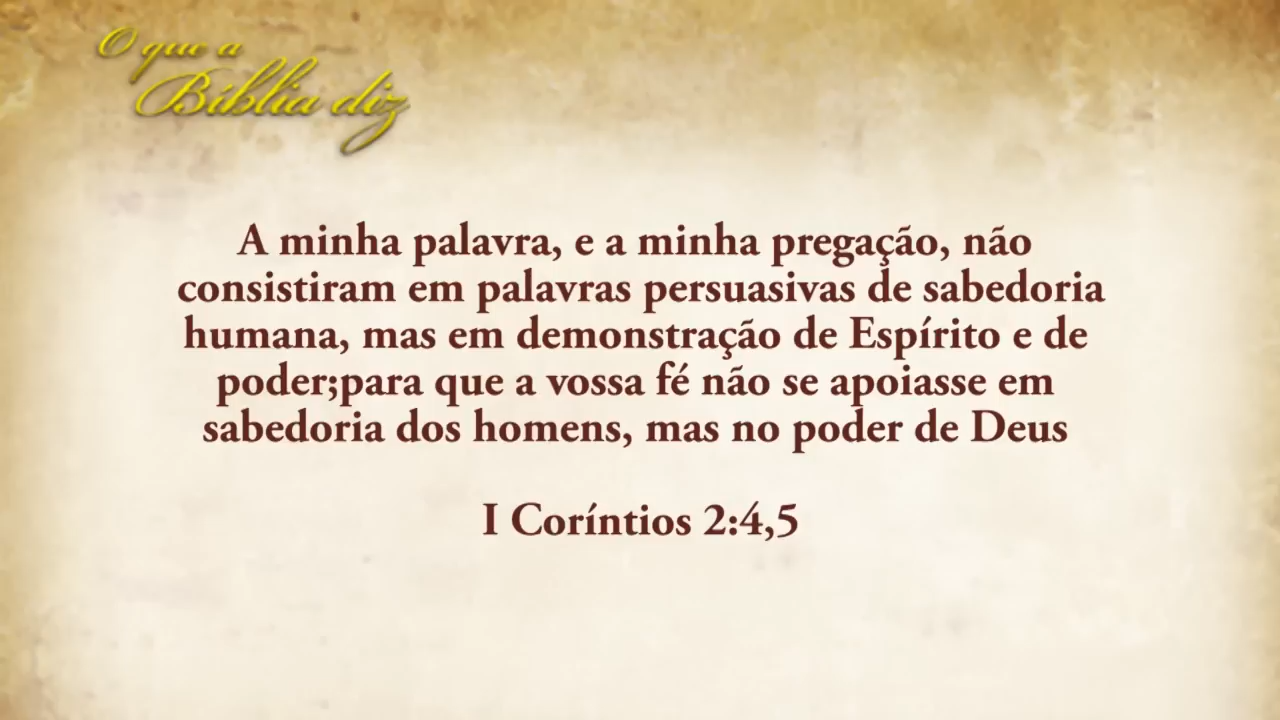 O que a
Bíblia diz
A minha palavra, e a minha pregação, não
consistiram em palavras persuasivas de sabedoria
humana, mas em demonstração de Espírito e de
poder;para que a vossa fé não se apoiasse em
sabedoria dos homens, mas no poder de Deus
I Coríntios 2:4,5